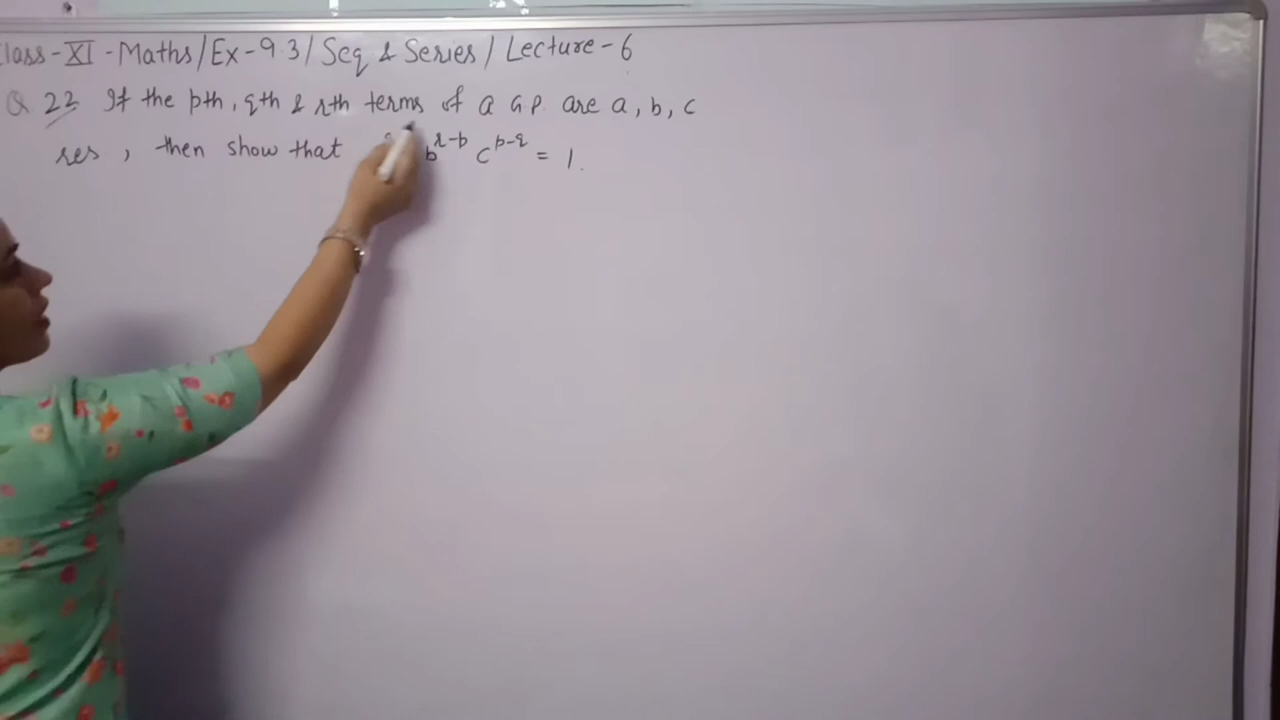 Class-XI-Maths/Ex-9.3/Seq & Series/Lecture-6
Q 22 If the pth, qth & rth terms of a G.P. are a, b, c
res, then show that b^{r-p} c^{p-q} = 1.